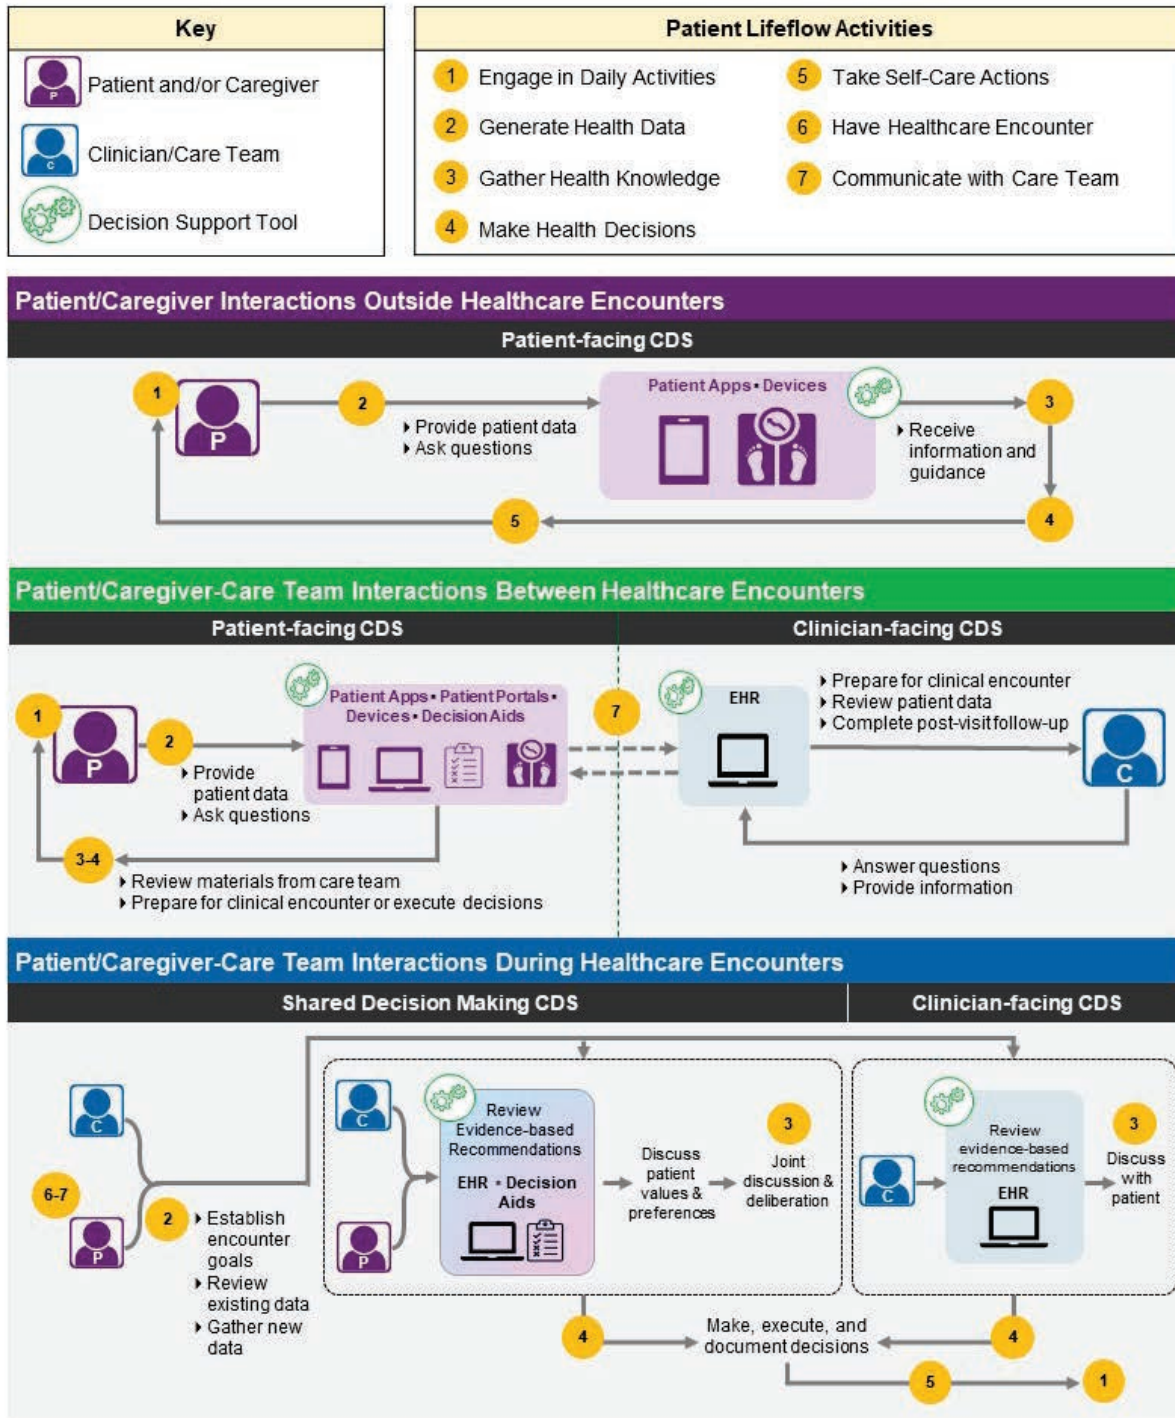 Key
P
Patient and/or Caregiver
C
Clinician/Care Team
Decision Support Tool
Patient Lifeflow Activities
1 Engage in Daily Activities
2 Generate Health Data
3 Gather Health Knowledge
4 Make Health Decisions
5 Take Self-Care Actions
6 Have Healthcare Encounter
7 Communicate with Care Team
Patient/Caregiver Interactions Outside Healthcare Encounters
Patient-facing CDS
1
P
2
Provide patient data
Ask questions
Patient Apps ▪ Devices
Receive
information and
guidance
3
4
5
Patient/Caregiver-Care Team Interactions Between Healthcare Encounters
Patient-facing CDS
Clinician-facing CDS
1
P
2
Provide
patient data
Ask questions
Patient Apps ▪ Patient Portals ▪
Devices ▪ Decision Aids
3-4
Review materials from care team
Prepare for clinical encounter or execute decisions
7
EHR
Prepare for clinical encounter
Review patient data
Complete post-visit follow-up
C
Answer questions
Provide information
Patient/Caregiver-Care Team Interactions During Healthcare Encounters
Shared Decision Making CDS
Clinician-facing CDS
C
6-7
P
2
Establish
encounter
goals
Review
existing data
Gather new
data
C
P
Review
Evidence-based
Recommendations
EHR ▪ Decision
Aids
Discuss
patient
values &
preferences
3
Joint
discussion &
deliberation
C
Review
evidence-based
recommendations
EHR
3
Discuss
with
patient
4
Make, execute, and
document decisions
4
5
1